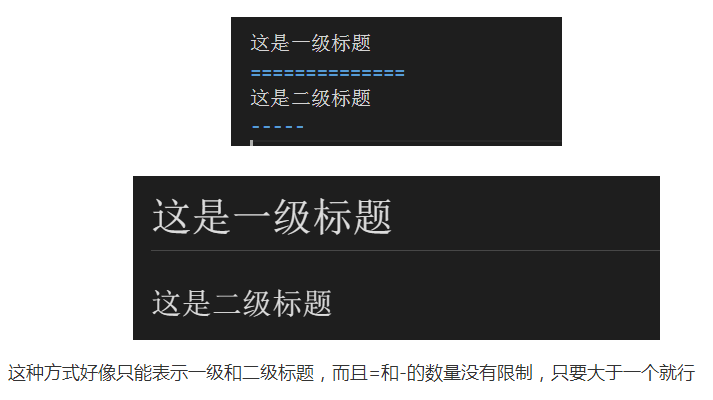 这是一级标题
==============
这是二级标题
-----
这是一级标题
这是二级标题
这种方式好像只能表示一级和二级标题，而且=和-的数量没有限制，只要大于一个就行